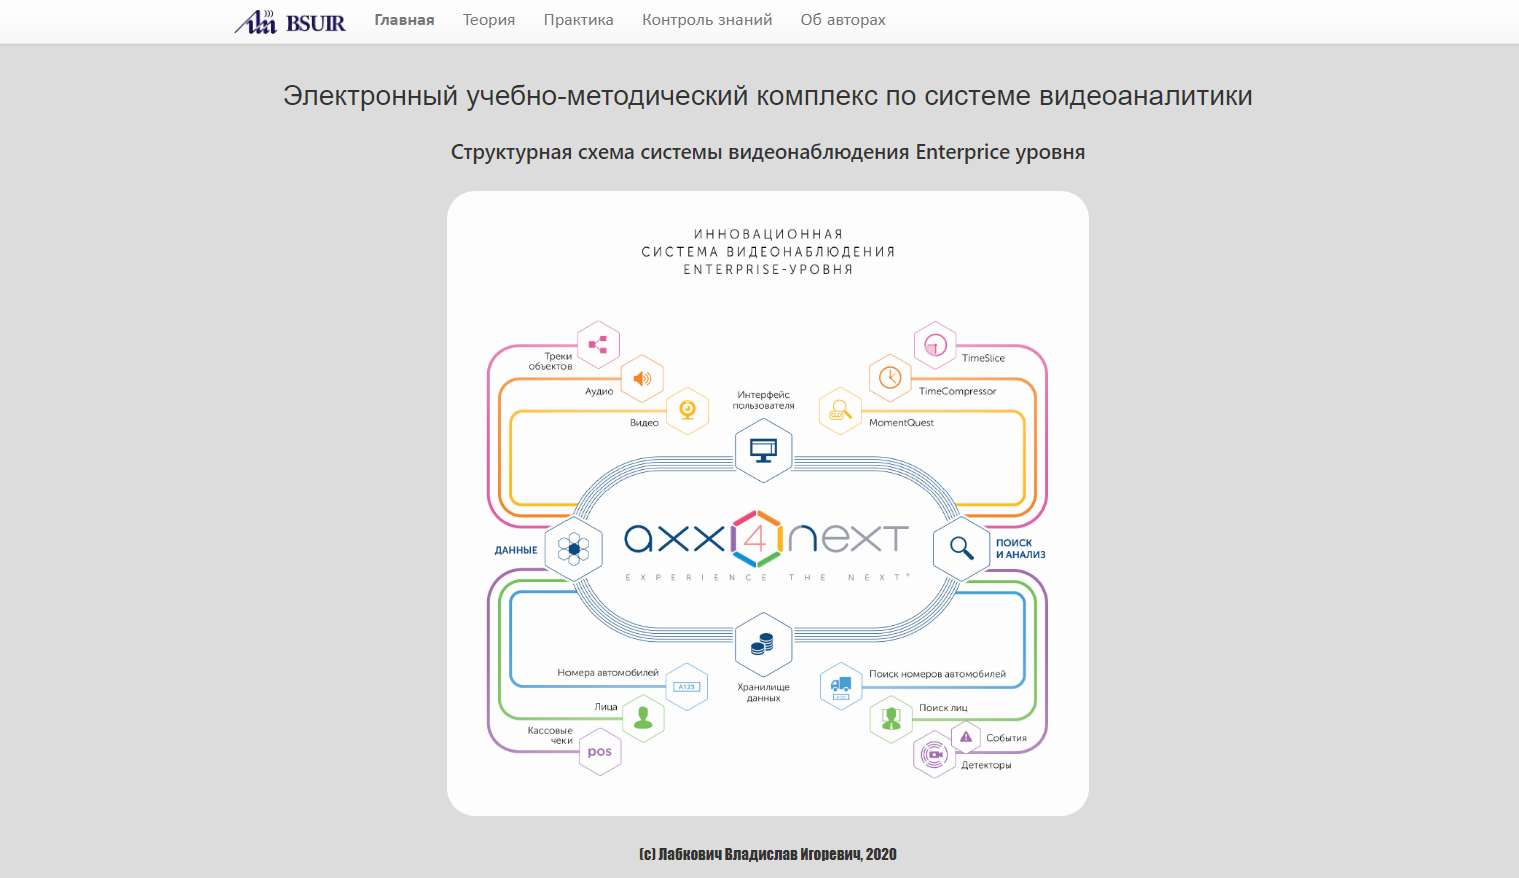 BSUIR Главная Теория Практика Контроль знаний Об авторах
Электронный учебно-методический комплекс по системе видеоаналитики
Структурная схема системы видеонаблюдения Enterprice уровня
ИННОВАЦИОННАЯ
СИСТЕМА ВИДЕОНАБЛЮДЕНИЯ
ENTERPRISE-УРОВНЯ
Треки
объектов
Аудио
Видео
Интерфейс
пользователя
TimeSlice
TimeCompressor
MomentQuest
ДАННЫЕ
axx4next
EXPERIENCE THE NEXT®
ПОИСК
И АНАЛИЗ
Номера автомобилей
A125
Лица
Кассовые
чеки
pos
Хранилище
данных
Поиск номеров автомобилей
Поиск лиц
События
Детекторы
(c) Лабкович Владислав Игоревич, 2020